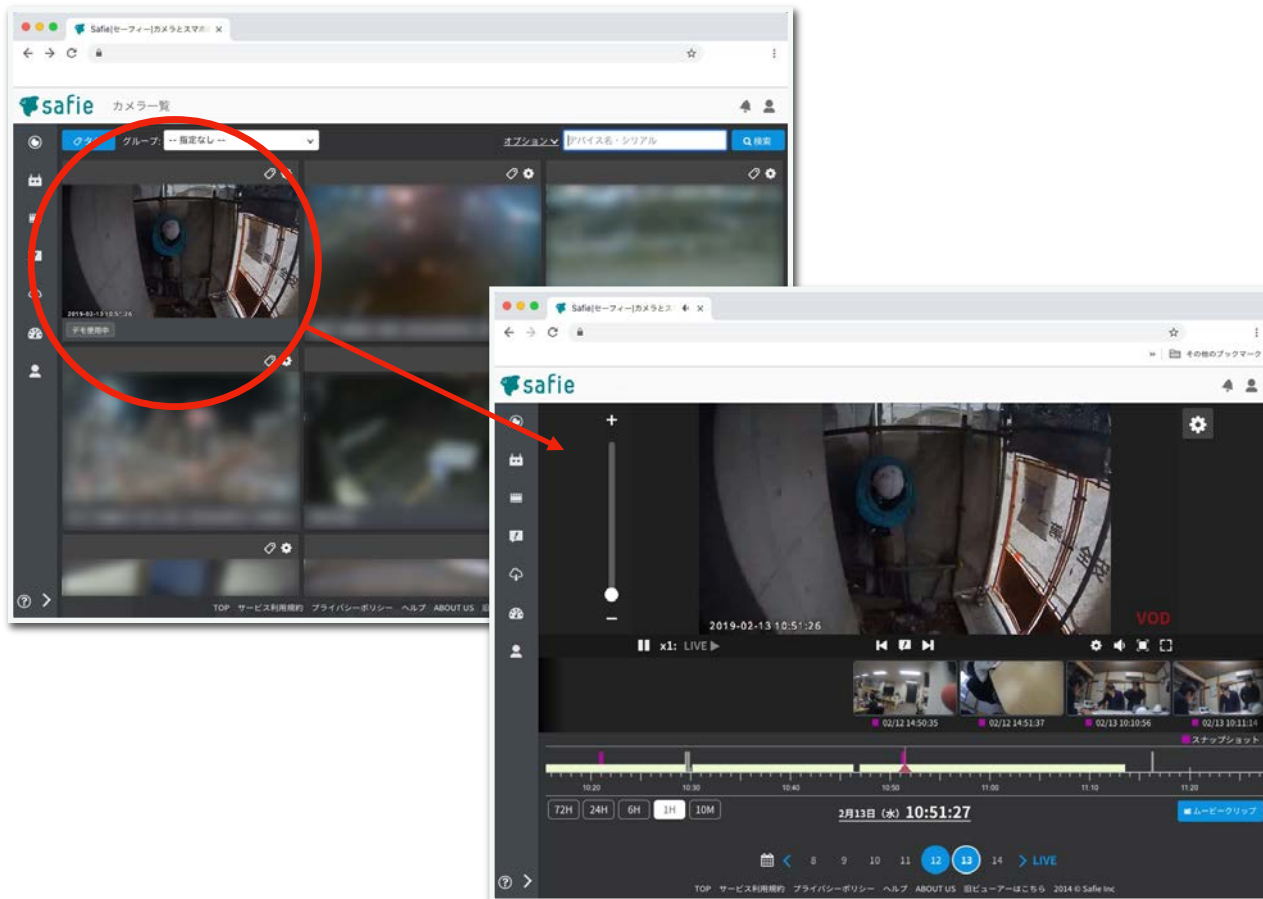 Safie|セーフィー|カメラとスマホ
safie カメラ一覧
グループ: -- 指定なし --
オプション
デバイス名・シリアル
検索
2019-02-13 10:51:26
デモ使用中
TOP サービス利用規約 プライバシーポリシー ヘルプ ABOUT US
Safie|セーフィー|カメラとス
その他のブックマーク
safie
2019-02-13 10:51:26
VOD
x1: LIVE
02/12 14:50:35 02/12 14:51:37 02/13 10:10:56 02/13 10:11:14
スナップショット
10:20 10:30 10:40 10:50 11:00 11:10 11:20
72H 24H 6H 1H 10M
2月13日 (水) 10:51:27
ムービークリップ
8 9 10 11 12 13 14 LIVE
TOP サービス利用規約 プライバシーポリシー ヘルプ ABOUT US 旧ビューアーはこちら 2014 © Safie Inc